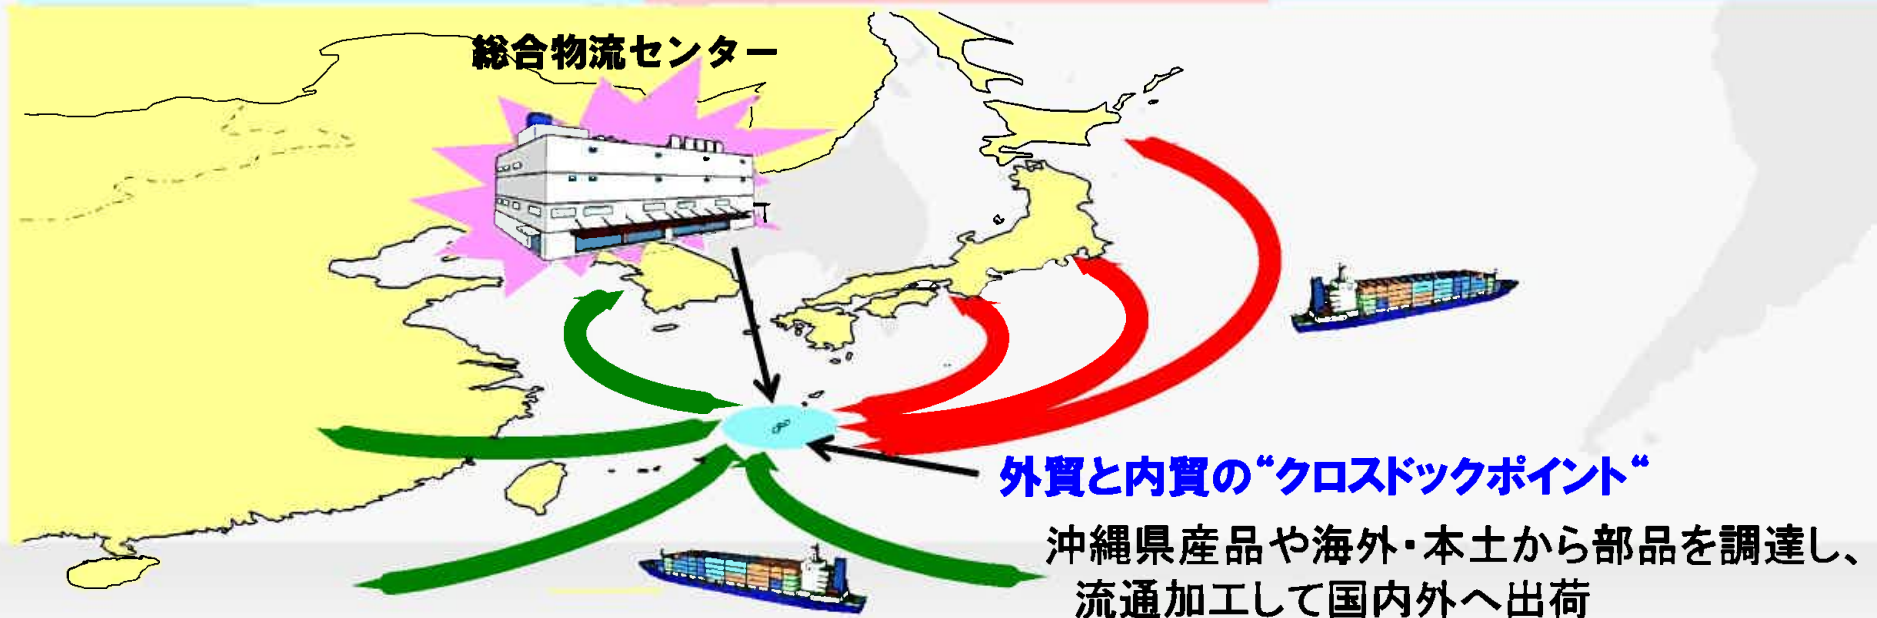 総合物流センター
外貿と内貿の“クロスドックポイント“
沖縄県産品や海外・本土から部品を調達し、
流通加工して国内外へ出荷